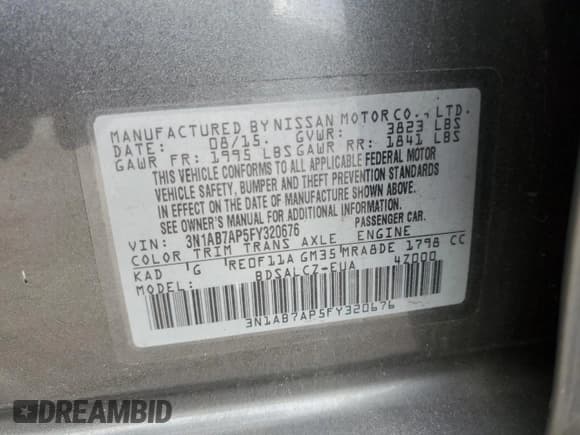 MANUFACTURED BY NISSAN MOTOR CO., LTD.
DATE: 08/15. GVWR: 3823 LBS
GAWR FR: 1995 LBS GAWR RR: 1841 LBS
THIS VEHICLE CONFORMS TO ALL APPLICABLE FEDERAL MOTOR
VEHICLE SAFETY, BUMPER AND THEFT PREVENTION STANDARDS
IN EFFECT ON THE DATE OF MANUFACTURE SHOWN ABOVE.
SEE OWNER'S MANUAL OR LOAD PLACARD.
VIN: 3N1AB7AP5FY320676 PASSENGER CAR.
COLOR TRIM TRANS AXLE ENGINE
KAD G RE0F11A GM35 MRA8DE 1798 CC
MODEL: BDSALCZ-EUA 47000
3N1AB7AP5FY320676
DREAMBID